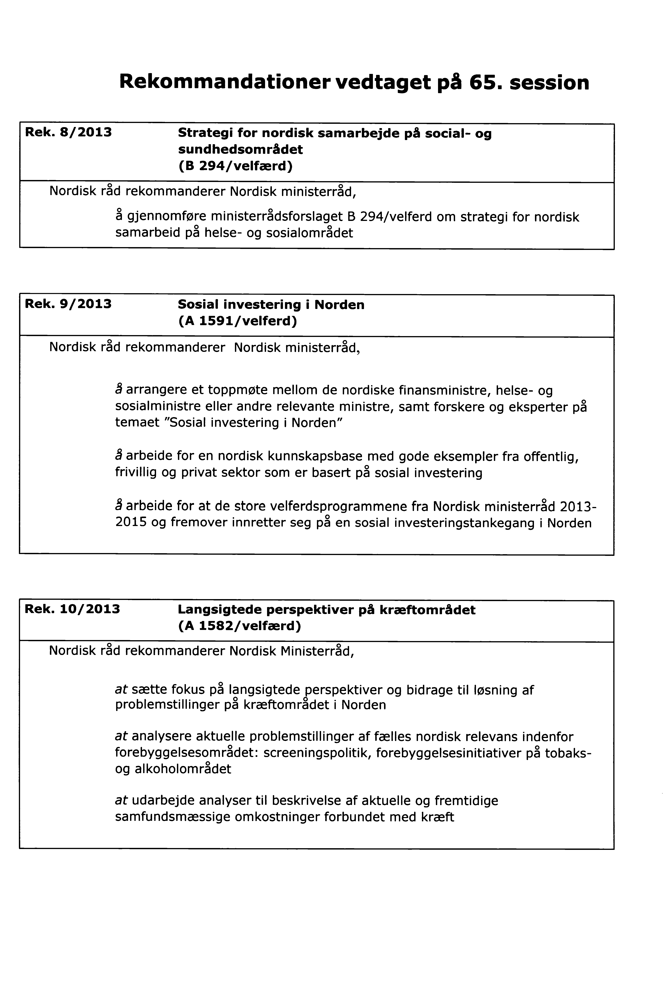 Rekommandationer vedtaget på 65. session
Rek. 8/2013 Strategi for nordisk samarbejde på social- og
sundhedsområdet
(B 294/velfærd)
Nordisk råd rekommanderer Nordisk ministerråd,
å gjennomføre ministerrådsforslaget B 294/velferd om strategi for nordisk
samarbeid på helse- og sosialområdet
Rek. 9/2013 Sosial investering i Norden
(A 1591/velferd)
Nordisk råd rekommanderer Nordisk ministerråd,
å arrangere et toppmøte mellom de nordiske finansministre, helse- og
sosialministre eller andre relevante ministre, samt forskere og eksperter på
temaet "Sosial investering i Norden"
å arbeide for en nordisk kunnskapsbase med gode eksempler fra offentlig,
frivillig og privat sektor som er basert på sosial investering
å arbeide for at de store velferdsprogrammene fra Nordisk ministerråd 2013-
2015 og fremover innretter seg på en sosial investeringstankegang i Norden
Rek. 10/2013 Langsigtede perspektiver på kræftområdet
(A 1582/velfærd)
Nordisk råd rekommanderer Nordisk Ministerråd,
at sætte fokus på langsigtede perspektiver og bidrage til løsning af
problemstillinger på kræftområdet i Norden
at analysere aktuelle problemstillinger af fælles nordisk relevans indenfor
forebyggelsesområdet: screeningspolitik, forebyggelsesinitiativer på tobaks-
og alkoholområdet
at udarbejde analyser til beskrivelse af aktuelle og fremtidige
samfundsmæssige omkostninger forbundet med kræft